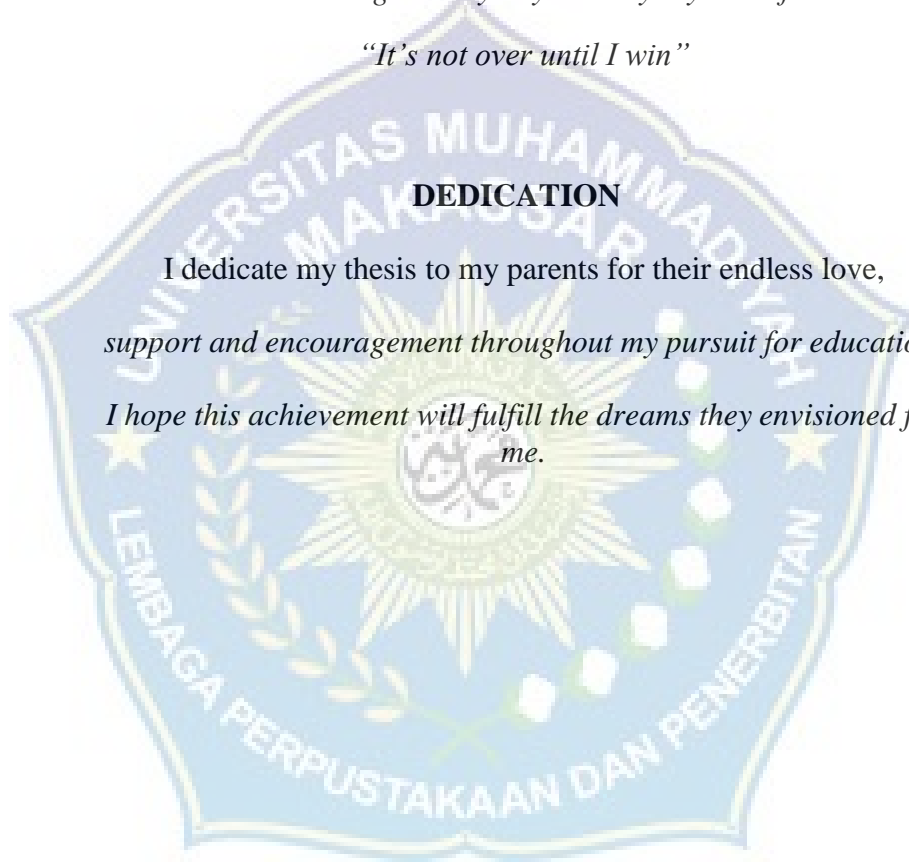 “It’s not over until I win”
UNIVERSITAS MUHAMMADIYAH
MAKASSAR
DEDICATION
I dedicate my thesis to my parents for their endless love,
support and encouragement throughout my pursuit for educatio
I hope this achievement will fulfill the dreams they envisioned f
me.
LEMBAGA PERPUSTAKAAN DAN PENERBITAN